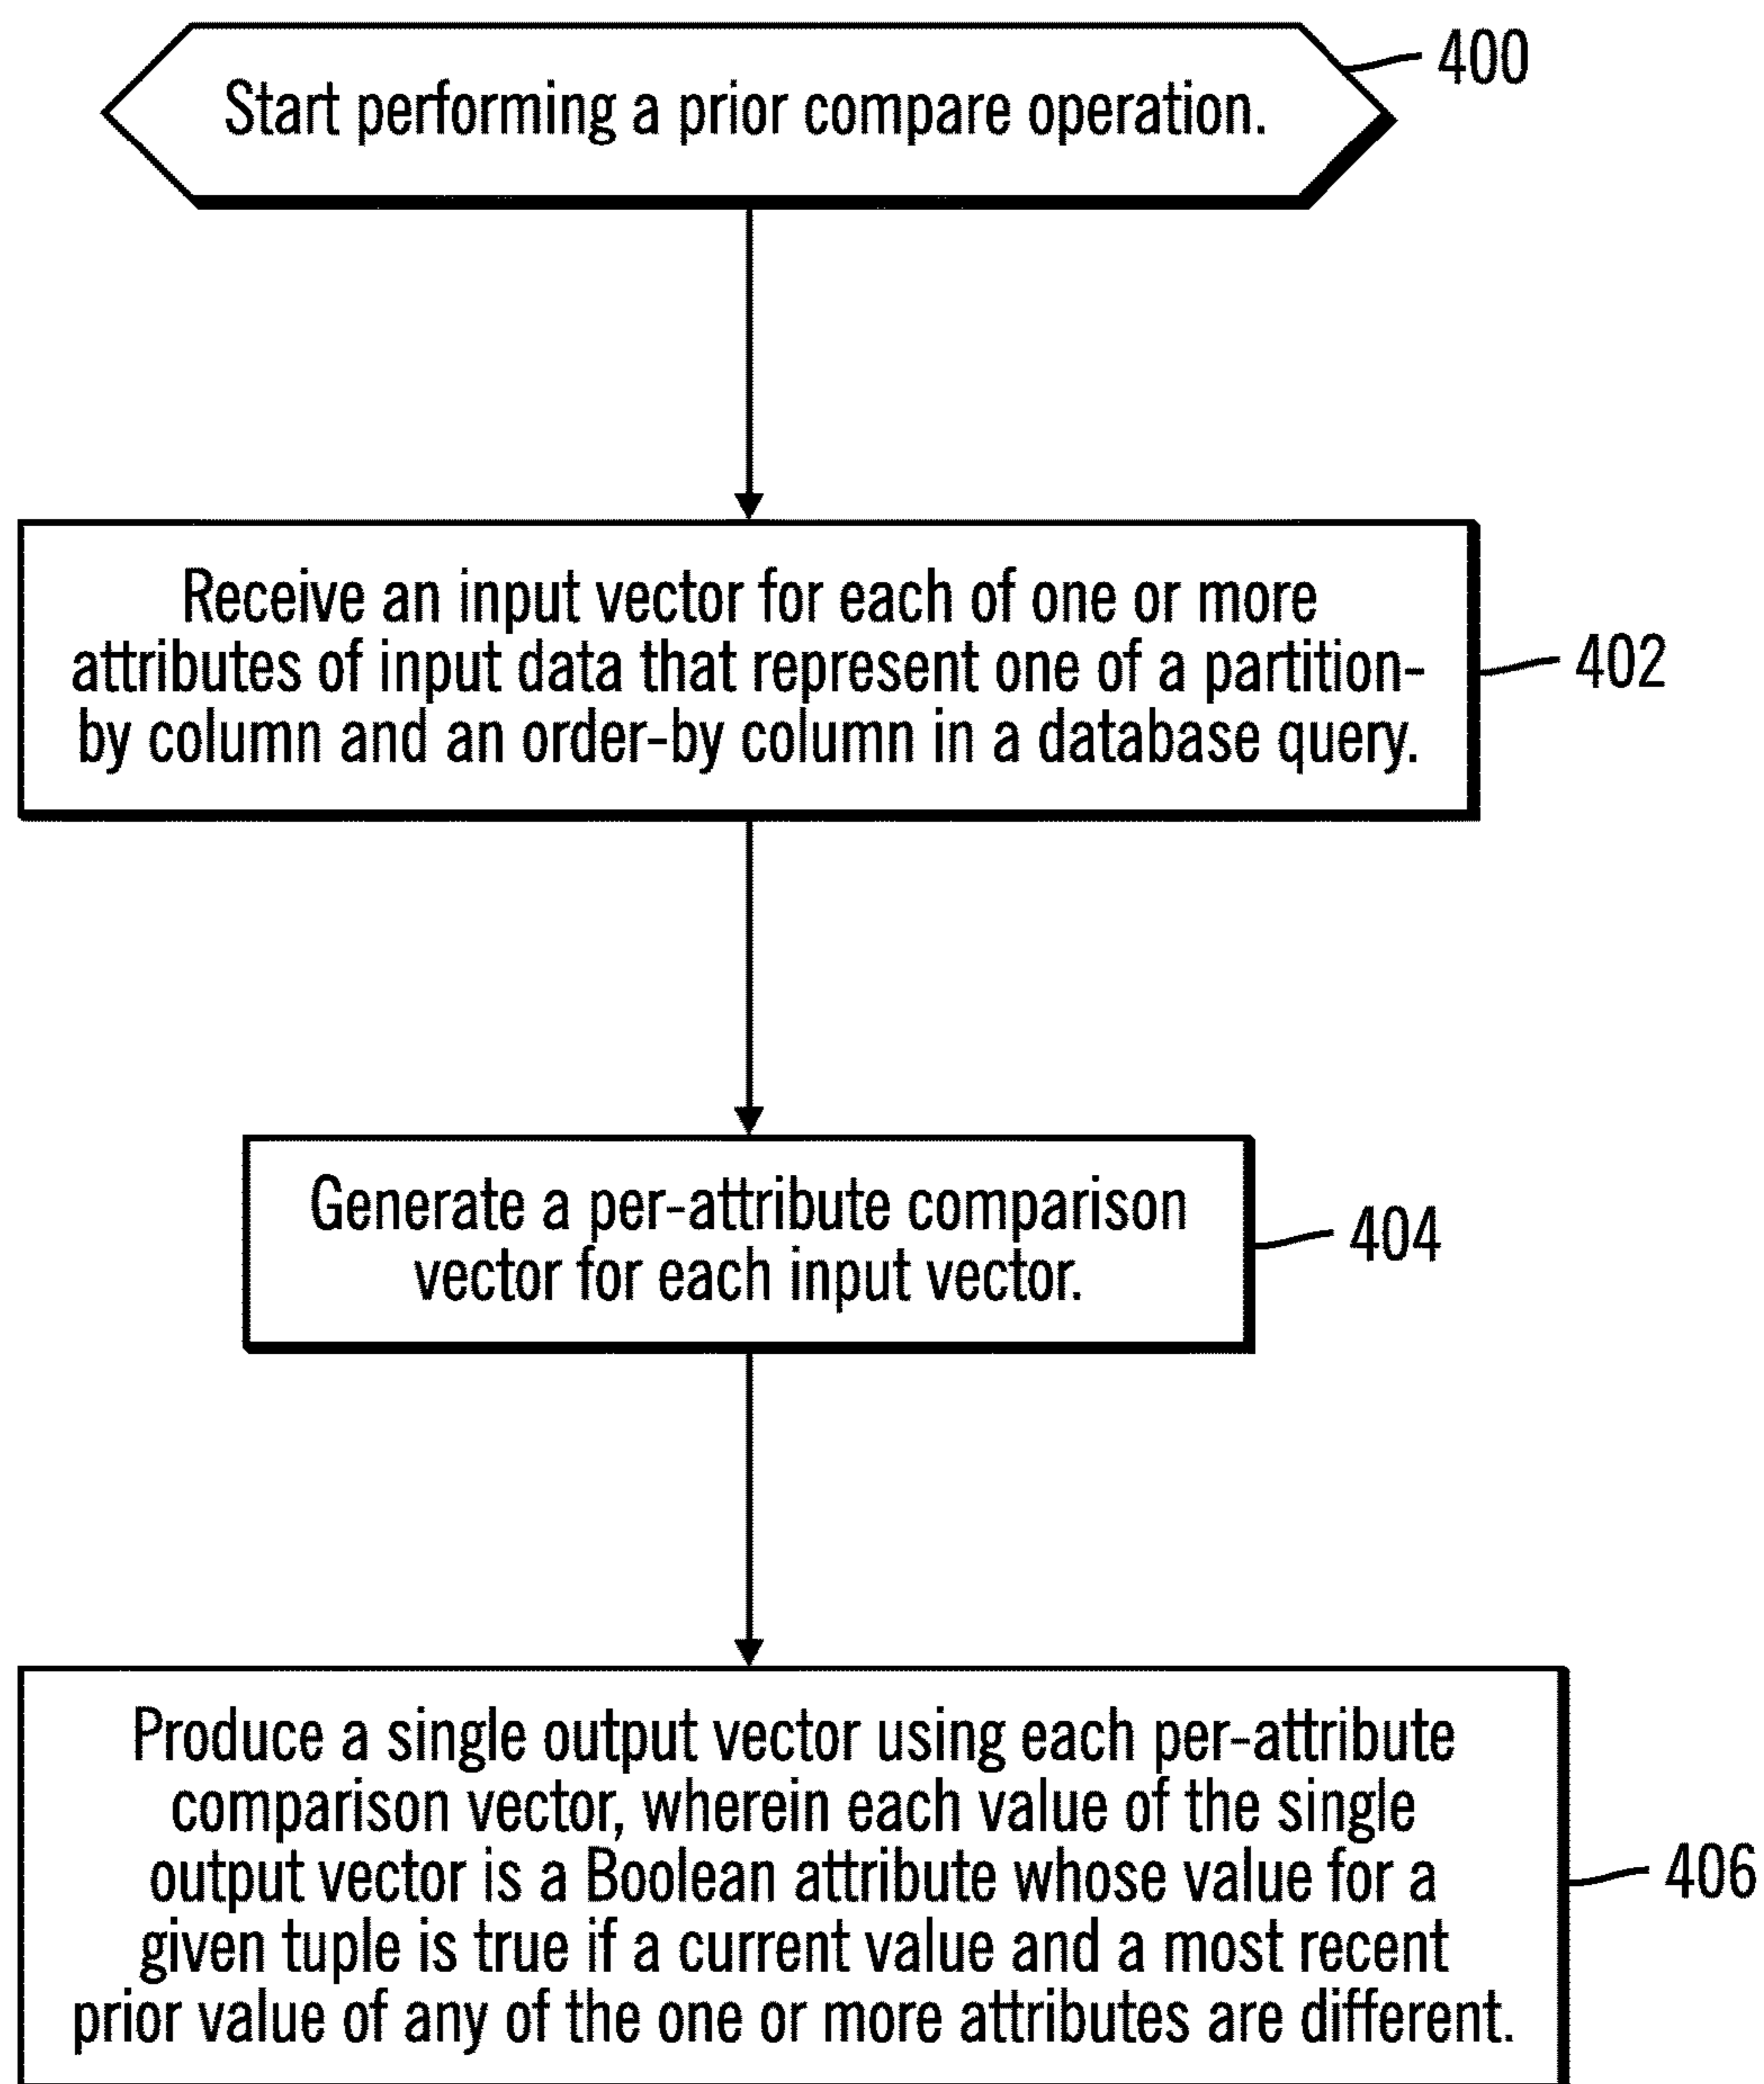 Start performing a prior compare operation.
400
Receive an input vector for each of one or more
attributes of input data that represent one of a partition-
by column and an order-by column in a database query.
402
Generate a per-attribute comparison
vector for each input vector.
404
Produce a single output vector using each per-attribute
comparison vector, wherein each value of the single
output vector is a Boolean attribute whose value for a
given tuple is true if a current value and a most recent
prior value of any of the one or more attributes are different.
406